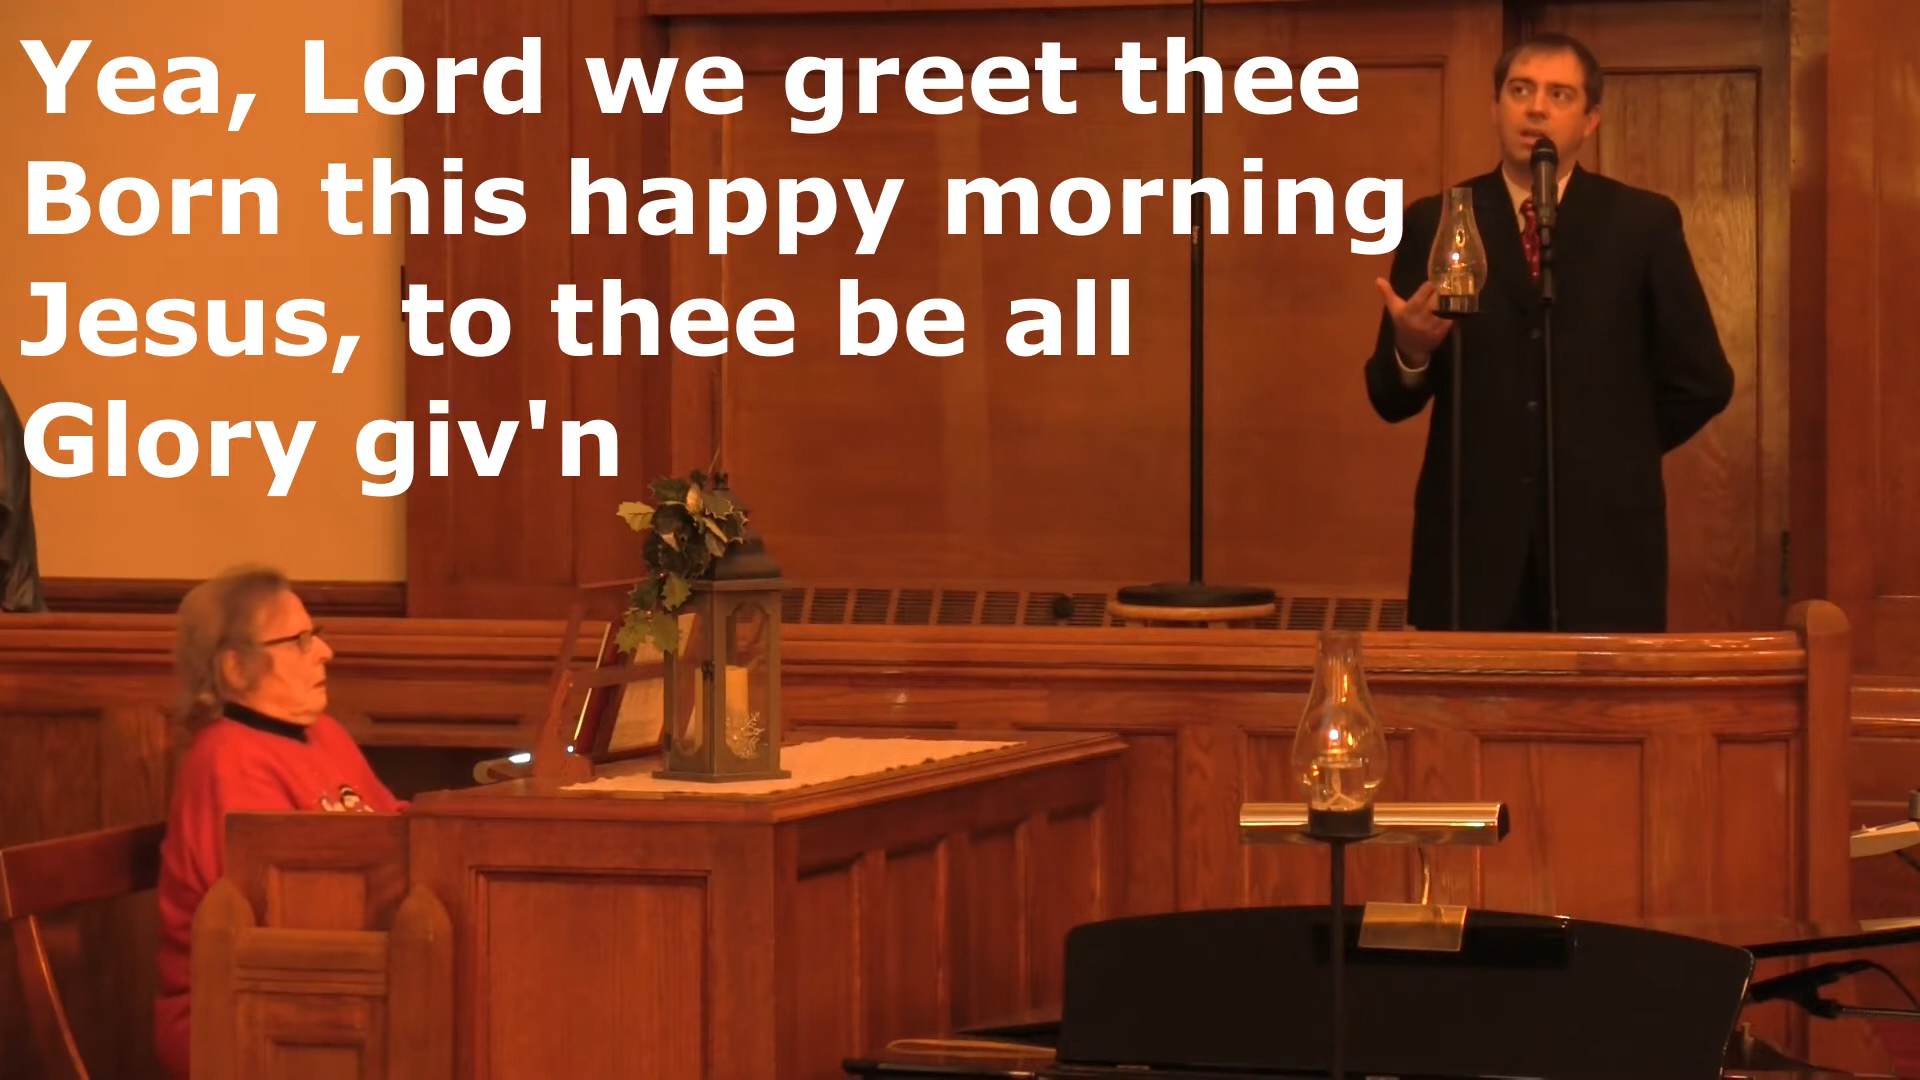 Yea, Lord we greet thee
Born this happy morning
Jesus, to thee be all
Glory giv'n